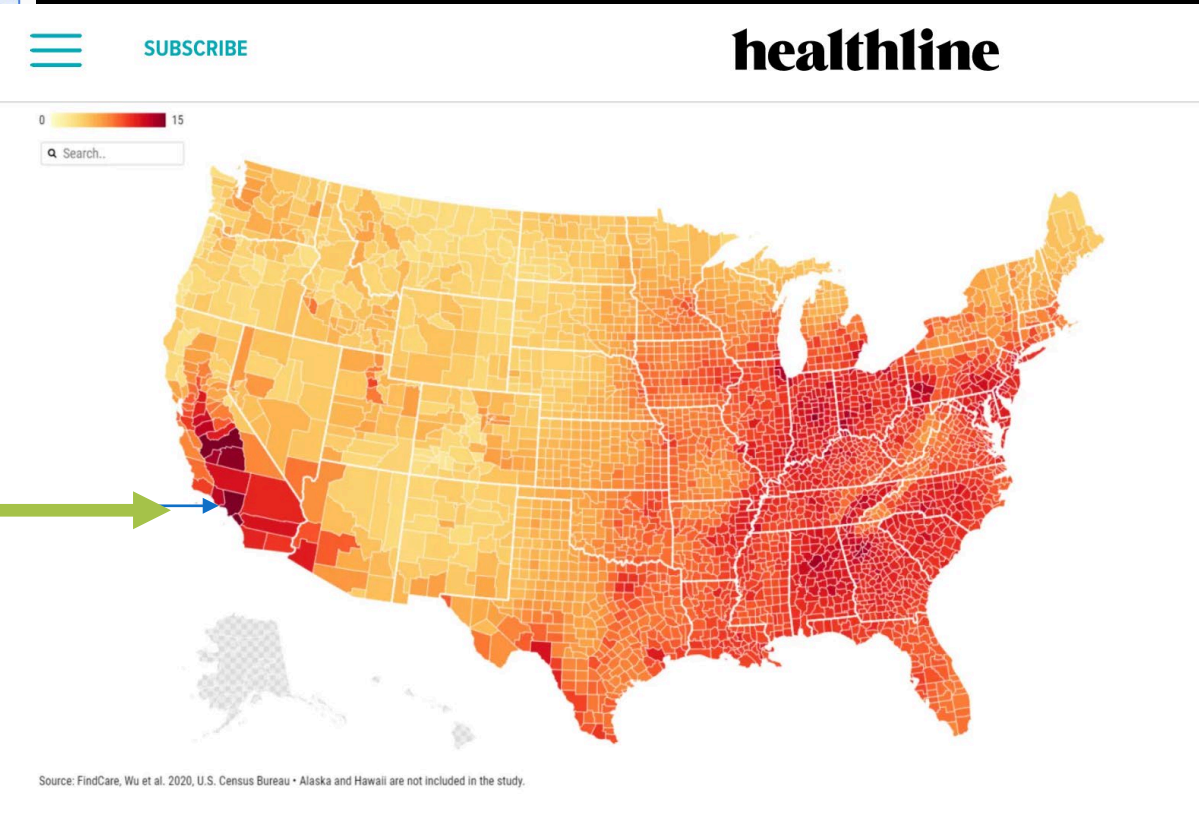 SUBSCRIBE
healthline
0 15
Search..
Source: FindCare, Wu et al. 2020, U.S. Census Bureau • Alaska and Hawaii are not included in the study.